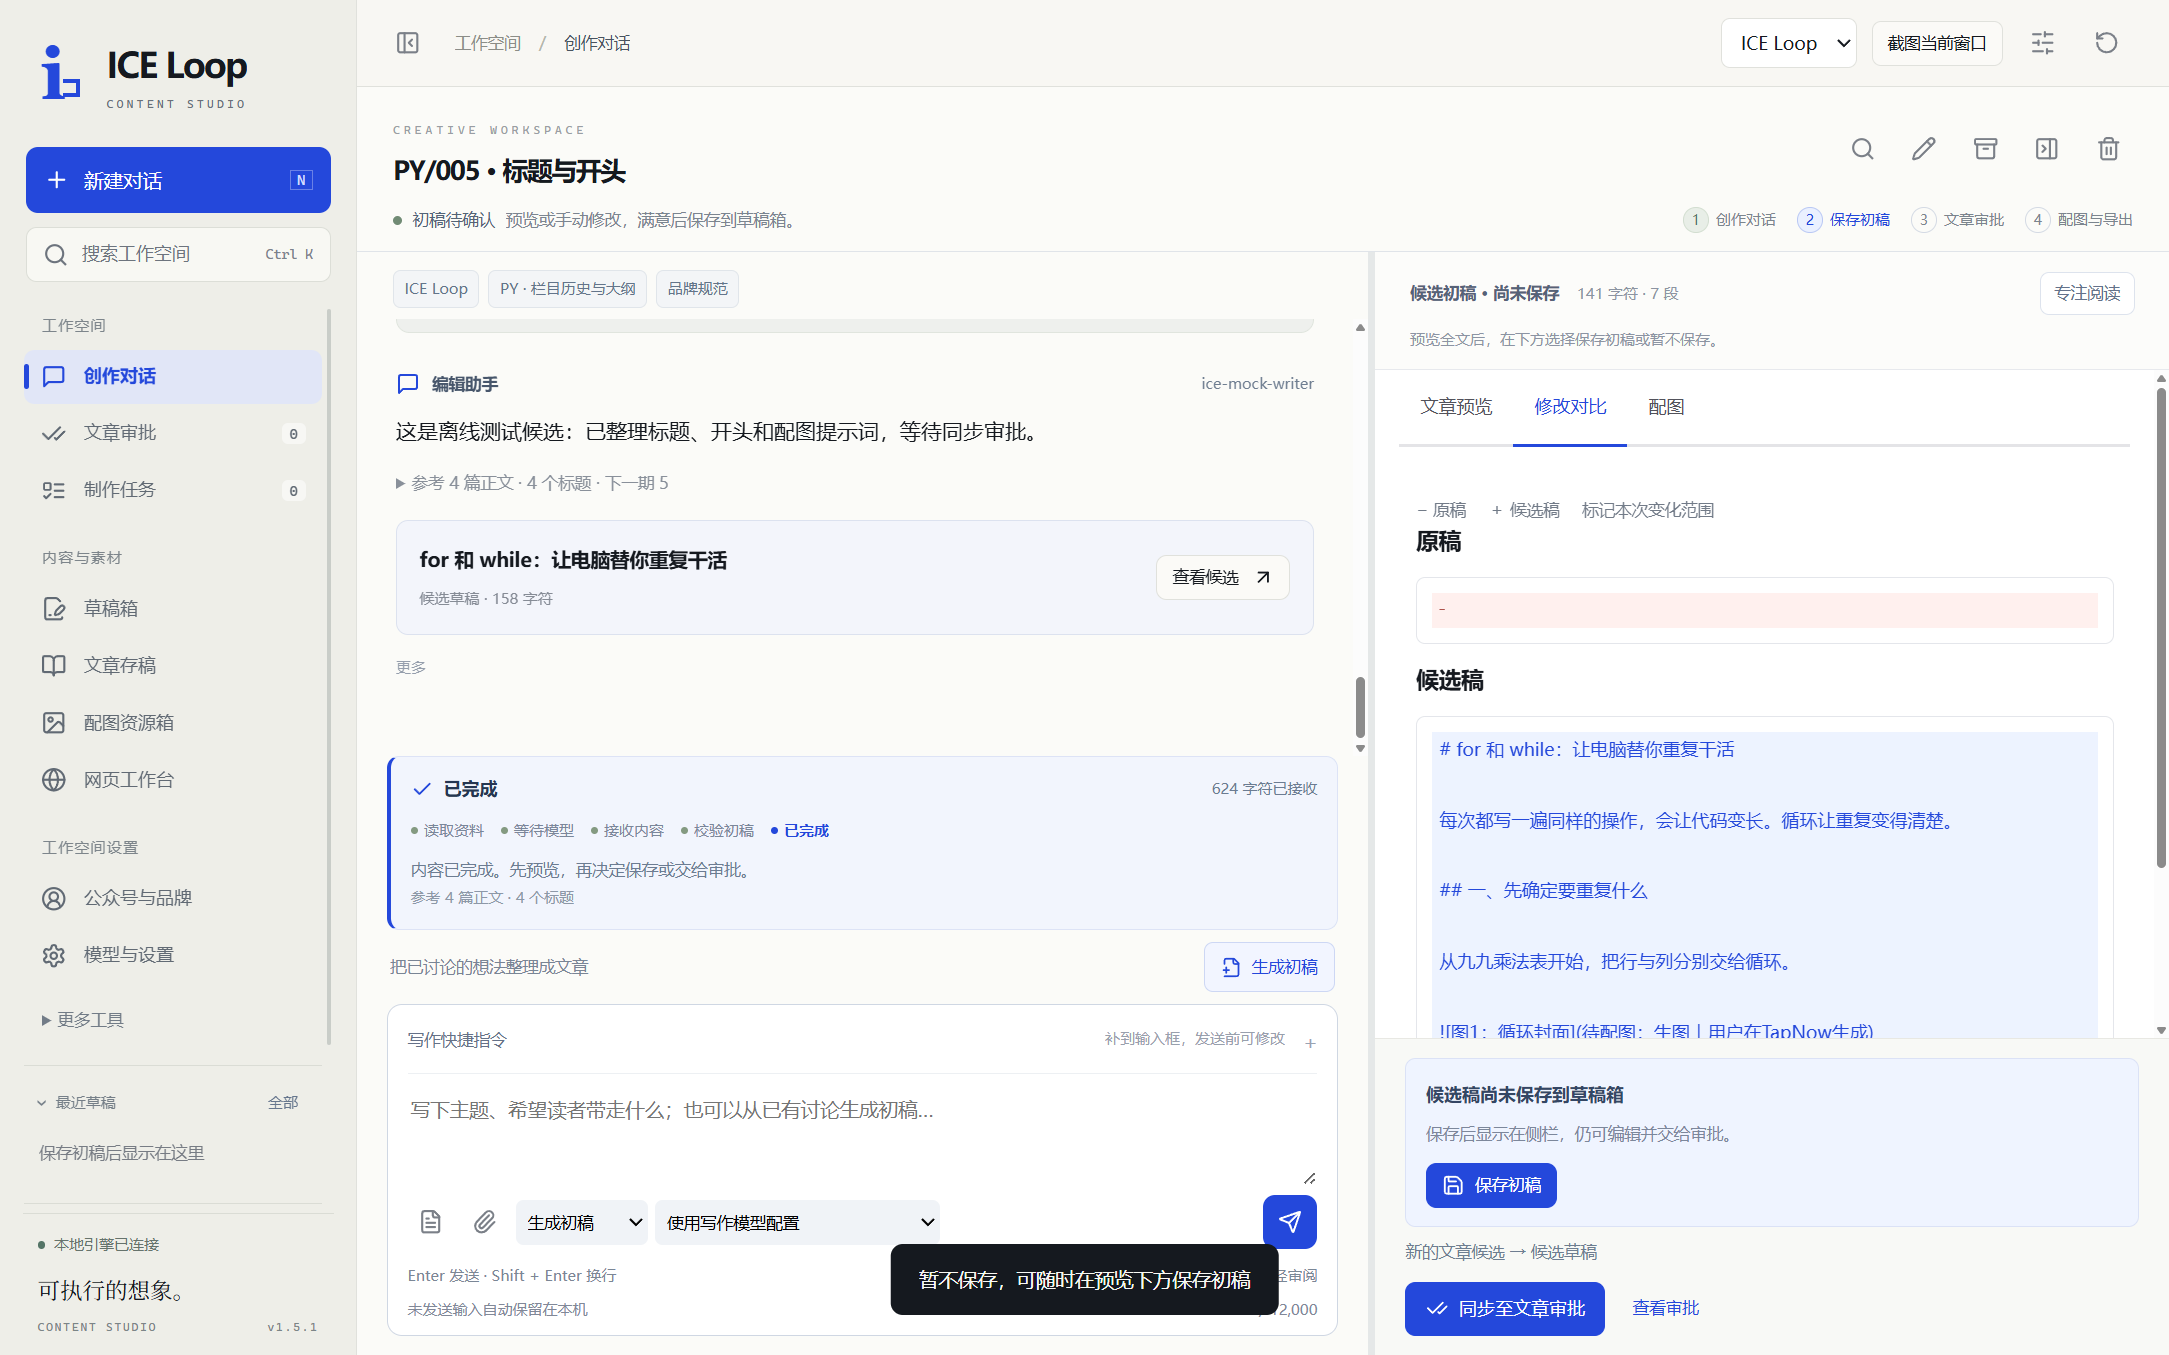 ICE Loop
CONTENT STUDIO
新建对话 N
搜索工作空间 Ctrl K
工作空间
创作对话
文章审批 0
制作任务 0
内容与素材
草稿箱
文章存稿
配图资源箱
网页工作台
工作空间设置
公众号与品牌
模型与设置
更多工具
最近草稿 全部
保存初稿后显示在这里
本地引擎已连接
可执行的想象。
CONTENT STUDIO v1.5.1
工作空间 / 创作对话
ICE Loop 截图当前窗口
CREATIVE WORKSPACE
PY/005 • 标题与开头
初稿待确认 预览或手动修改，满意后保存到草稿箱。
1 创作对话 2 保存初稿 3 文章审批 4 配图与导出
ICE Loop PY · 栏目历史与大纲 品牌规范
编辑助手 ice-mock-writer
这是离线测试候选：已整理标题、开头和配图提示词，等待同步审批。
参考 4 篇正文 · 4 个标题 · 下一期 5
for 和 while：让电脑替你重复干活
候选草稿 · 158 字符
查看候选
更多
已完成 624 字符已接收
读取资料 等待模型 接收内容 校验初稿 已完成
内容已完成。先预览，再决定保存或交给审批。
参考 4 篇正文 · 4 个标题
把已讨论的想法整理成文章 生成初稿
写作快捷指令 补到输入框，发送前可修改 +
写下主题、希望读者带走什么；也可以从已有讨论生成初稿...
生成初稿 使用写作模型配置
Enter 发送 · Shift + Enter 换行 审阅
未发送输入自动保留在本机 2,000
暂不保存，可随时在预览下方保存初稿
候选初稿 • 尚未保存 141 字符 · 7 段 专注阅读
预览全文后，在下方选择保存初稿或暂不保存。
文章预览 修改对比 配图
− 原稿 + 候选稿 标记本次变化范围
原稿
-
候选稿
# for 和 while：让电脑替你重复干活
每次都写一遍同样的操作，会让代码变长。循环让重复变得清楚。
## 一、先确定要重复什么
从九九乘法表开始，把行与列分别交给循环。
![图1：循环封面](待配图：生图 | 用户在TapNow生成)
候选稿尚未保存到草稿箱
保存后显示在侧栏，仍可编辑并交给审批。
保存初稿
新的文章候选 → 候选草稿
同步至文章审批 查看审批